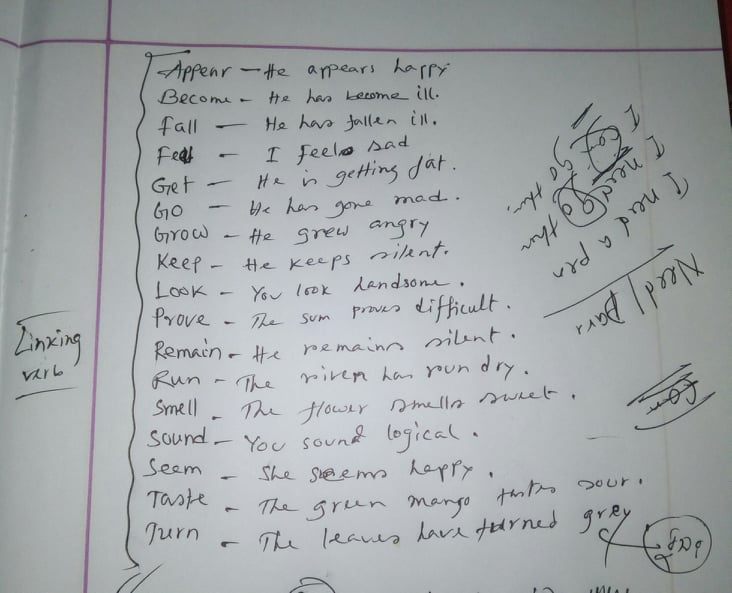 Linking
verb
Appear – He appears happy
Become – He has become ill.
Fall – He has fallen ill.
Feel – I feel sad
Get – He is getting fat.
Go – He has gone mad.
Grow – He grew angry
Keep – He keeps silent.
Look – You look handsome.
Prove – The sum proves difficult.
Remain – He remains silent.
Run – The river has run dry.
Smell – The flower smells sweet.
Sound – You sound logical.
Seem – She seems happy.
Taste – The green mango tastes sour.
Turn – The leaves have turned grey
I need a pen
Need/Dare